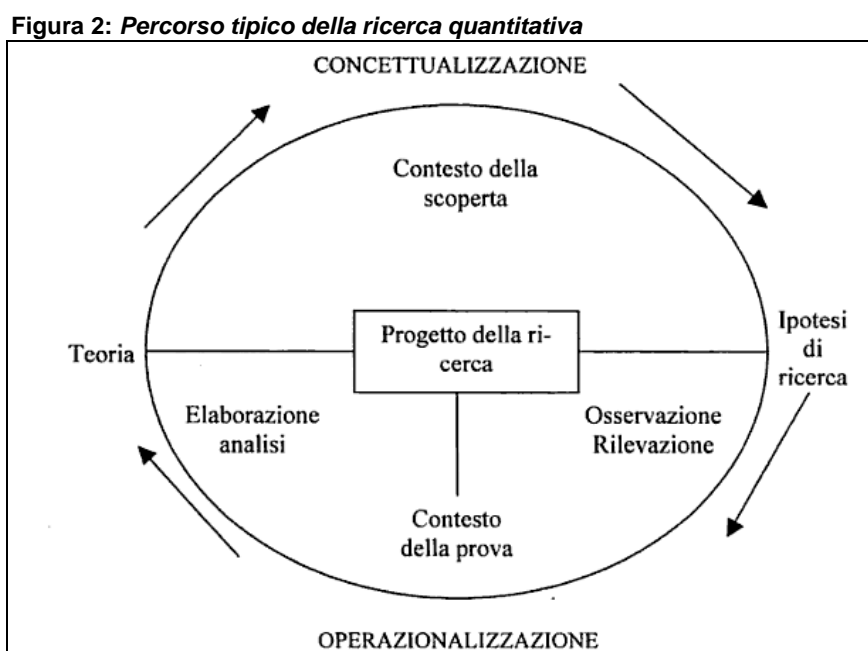 Figura 2: Percorso tipico della ricerca quantitativa
CONCETTUALIZZAZIONE
Contesto della
scoperta
Teoria
Progetto della ri-
cerca
Ipotesi
di
ricerca
Elaborazione
analisi
Osservazione
Rilevazione
Contesto
della prova
OPERAZIONALIZZAZIONE